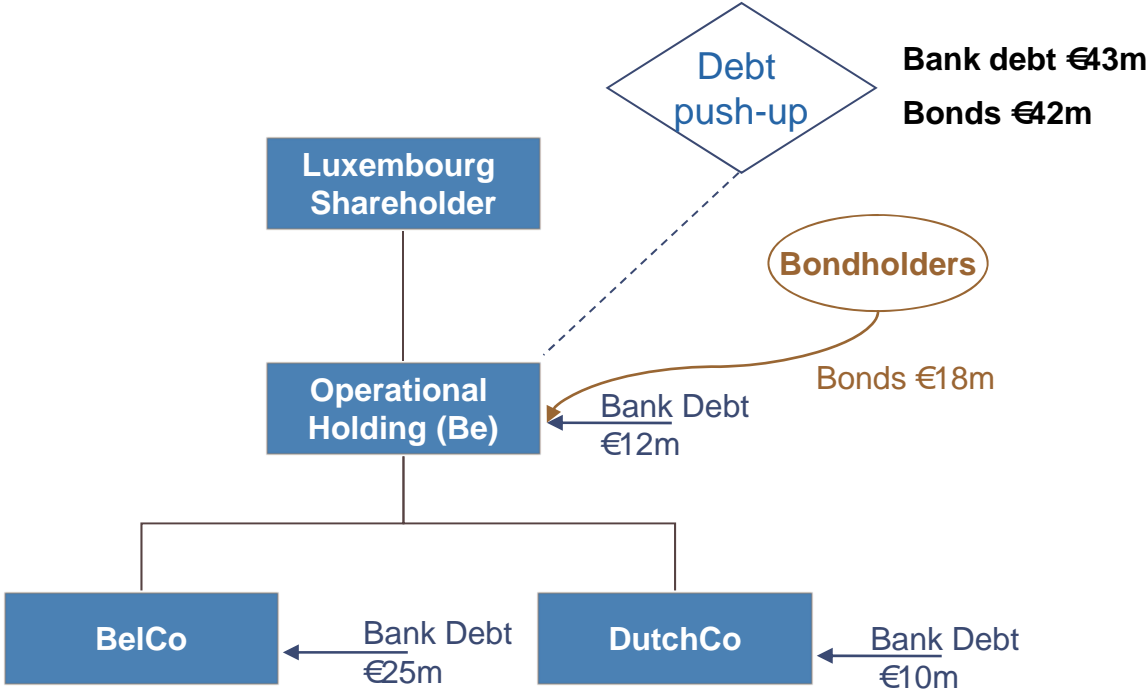 Debt
push-up
Bank debt €43m
Bonds €42m
Luxembourg
Shareholder
Bondholders
Bonds €18m
Operational
Holding (Be)
Bank Debt
€12m
BelCo
Bank Debt
€25m
DutchCo
Bank Debt
€10m